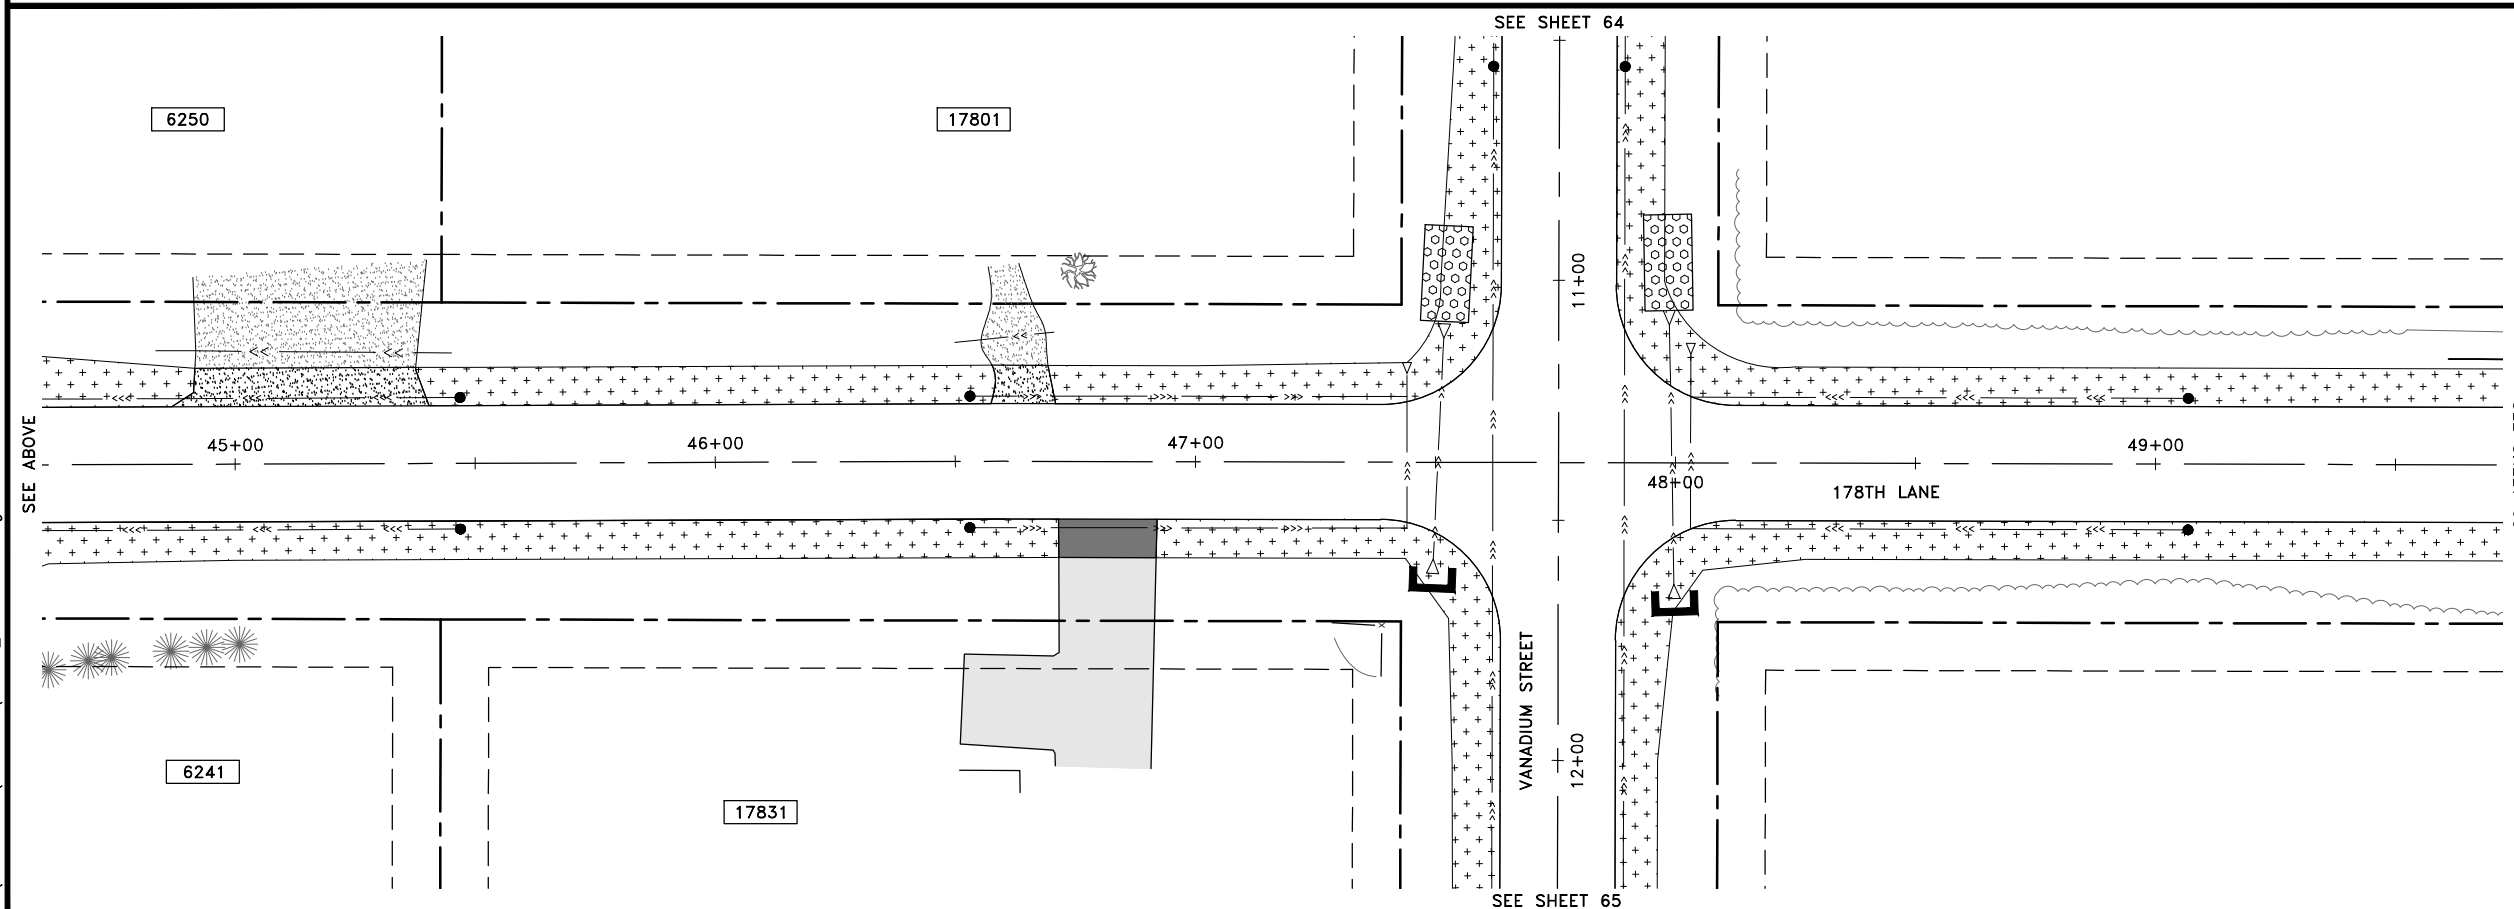 SEE SHEET 64
6250
17801
11+00
SEE ABOVE
45+00
46+00
47+00
48+00
49+00
178TH LANE
VANADIUM STREET
12+00
6241
17831
SEE SHEET 65